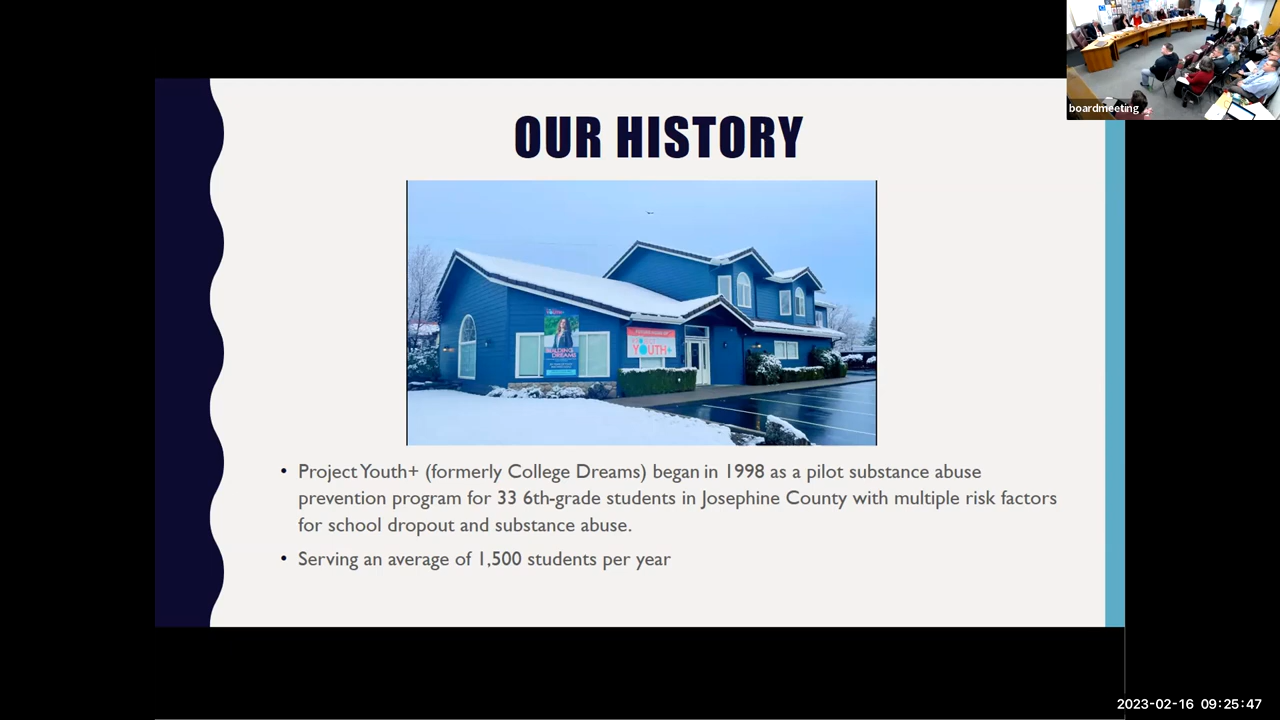 boardmeeting
OUR HISTORY
YOUTH+
DREAMS
• Project Youth+ (formerly College Dreams) began in 1998 as a pilot substance abuse
prevention program for 33 6th-grade students in Josephine County with multiple risk factors
for school dropout and substance abuse.
• Serving an average of 1,500 students per year
2023-02-16 09:25:47